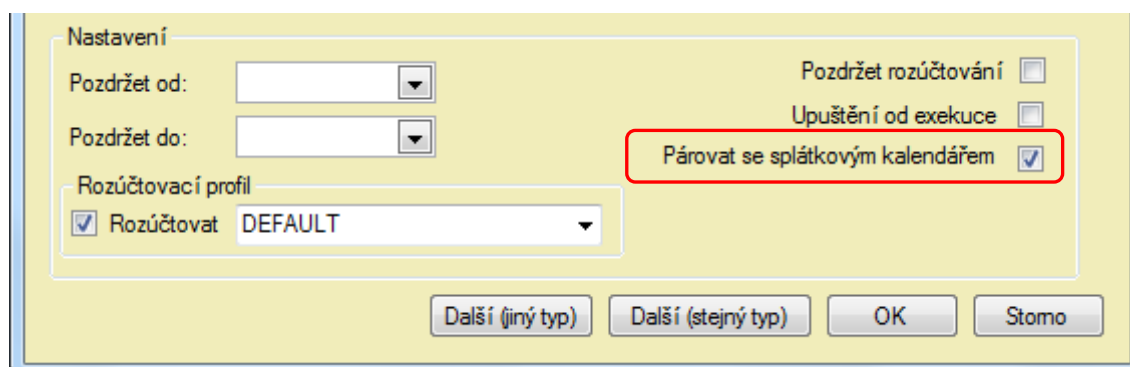 Nastavení
Pozdržet od:
Pozdržet rozúčtování
Upuštění od exekuce
Pozdržet do:
Párovat se splátkovým kalendářem
Rozúčtovací profil
Rozúčtovat DEFAULT
Další (jiný typ) Další (stejný typ) OK Storno